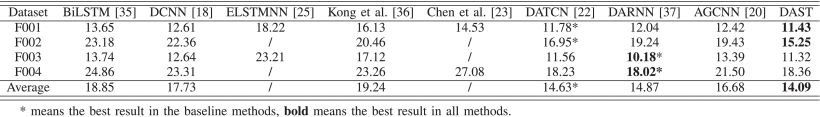 Dataset BiLSTM [35] DCNN [18] ELSTMNN [25] Kong et al. [36] Chen et al. [23] DATCN [22] DARNN [37] AGCNN [20] DAST
F001 13.65 12.61 18.22 16.13 14.53 11.78* 12.04 12.42 11.43
F002 23.18 22.36 / 20.46 / 16.95* 19.24 19.43 15.25
F003 13.74 12.64 23.21 17.12 / 11.56 10.18* 13.39 11.32
F004 24.86 23.31 / 23.26 27.08 18.23 18.02* 21.50 18.36
Average 18.85 17.73 / 19.24 / 14.63* 14.87 16.68 14.09
* means the best result in the baseline methods, bold means the best result in all methods.